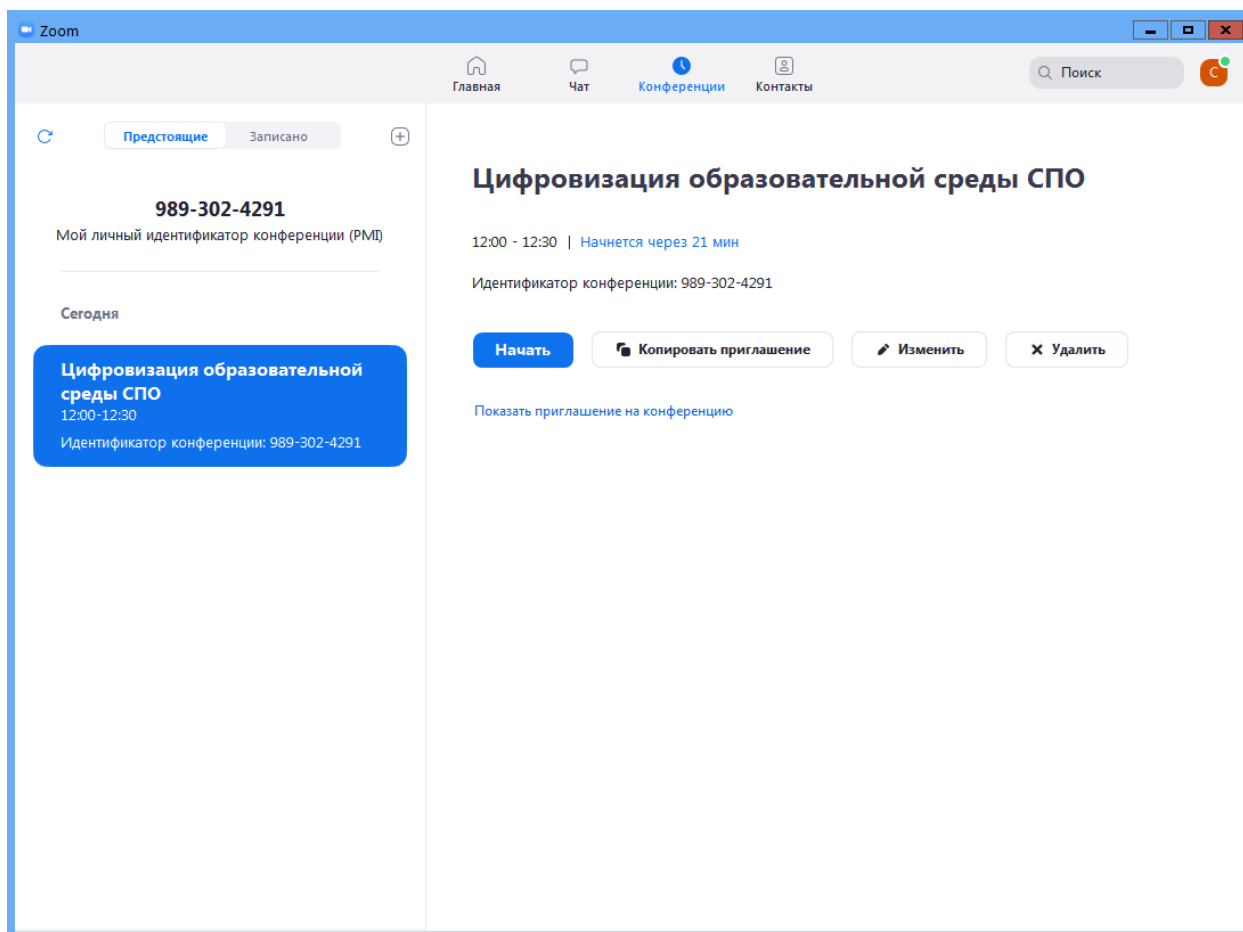 Zoom
Главная
Чат
Конференции
Контакты
Поиск
С
Предстоящие
Записано
989-302-4291
Мой личный идентификатор конференции (PMI)
Сегодня
Цифровизация образовательной
среды СПО
12:00-12:30
Идентификатор конференции: 989-302-4291
Цифровизация образовательной среды СПО
12:00 - 12:30 | Начнется через 21 мин
Идентификатор конференции: 989-302-4291
Начать
Копировать приглашение
Изменить
Удалить
Показать приглашение на конференцию